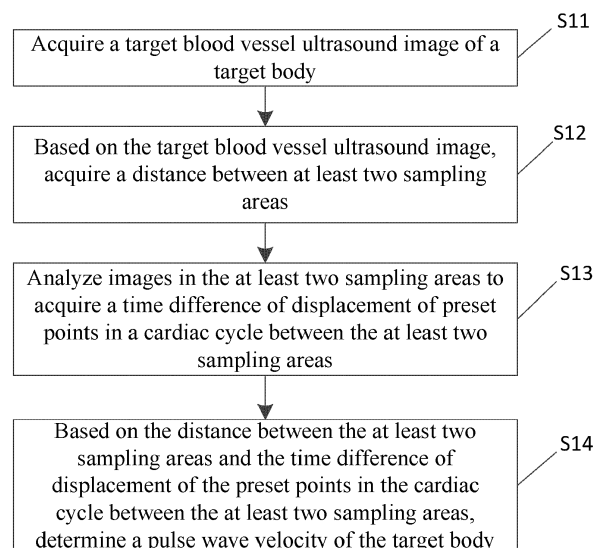 S11
Acquire a target blood vessel ultrasound image of a
target body
S12
Based on the target blood vessel ultrasound image,
acquire a distance between at least two sampling
areas
S13
Analyze images in the at least two sampling areas to
acquire a time difference of displacement of preset
points in a cardiac cycle between the at least two
sampling areas
S14
Based on the distance between the at least two
sampling areas and the time difference of
displacement of the preset points in the cardiac
cycle between the at least two sampling areas,
determine a pulse wave velocity of the target body